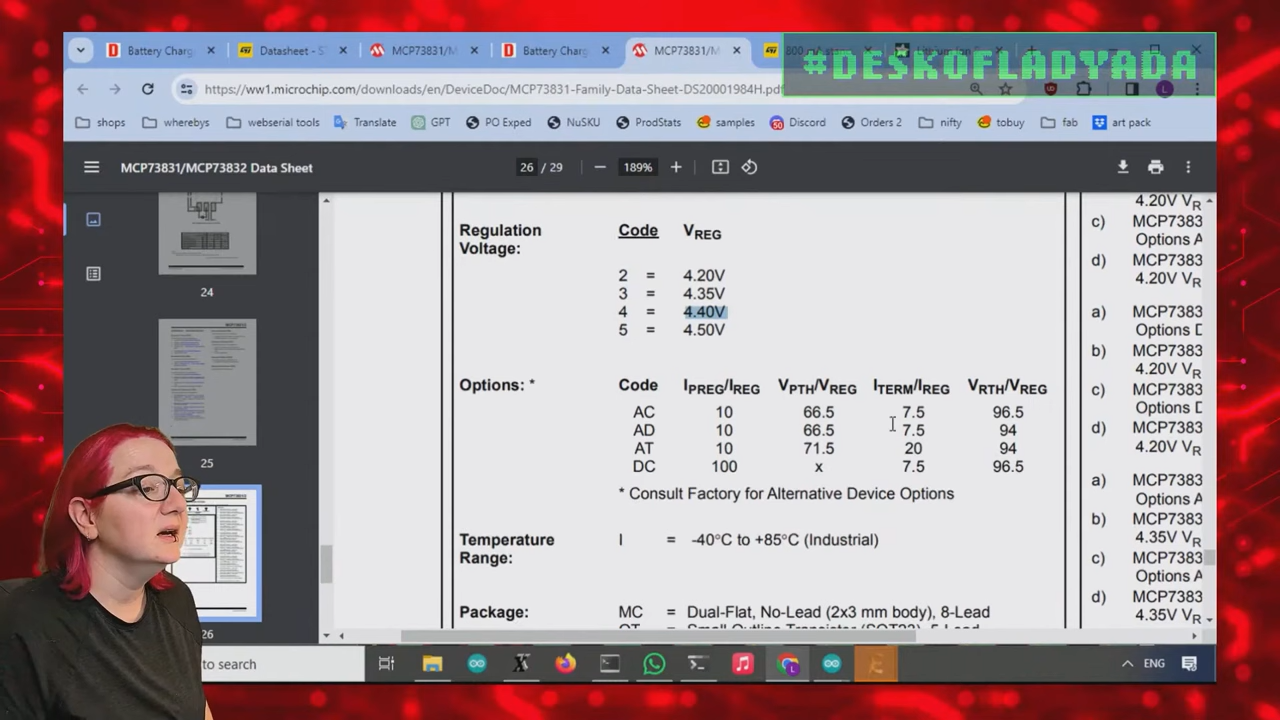 Battery Charg
Datasheet - S
MCP73831/M
Battery Charg
MCP73831/M
#DESKOFLADYADA
https://ww1.microchip.com/downloads/en/DeviceDoc/MCP73831-Family-Data-Sheet-DS20001984H.pdf
shops
whereby​s
webserial tools
Translate
GPT
PO Exped
NuSKU
ProdStats
samples
Discord
Orders 2
nifty
tobuy
fab
art pack
MCP73831/MCP73832 Data Sheet
26 / 29
189%
24
25
26
Regulation Code VREG
Voltage:
2 = 4.20V
3 = 4.35V
4 = 4.40V
5 = 4.50V
Options: * Code IPREG/IREG VPTH/VREG ITERM/IREG VRTH/VREG
AC 10 66.5 7.5 96.5
AD 10 66.5 7.5 94
AT 10 71.5 20 94
DC 100 x 7.5 96.5
* Consult Factory for Alternative Device Options
Temperature I = -40°C to +85°C (Industrial)
Range:
Package: MC = Dual-Flat, No-Lead (2x3 mm body), 8-Lead
4.20V VR
c) MCP7383
Options A
d) MCP7383
4.20V VR
a) MCP7383
Options D
b) MCP7383
4.20V VR
c) MCP7383
Options D
d) MCP7383
4.20V VR
a) MCP7383
Options A
b) MCP7383
4.35V VR
c) MCP7383
Options A
d) MCP7383
4.35V VR
to search
ENG